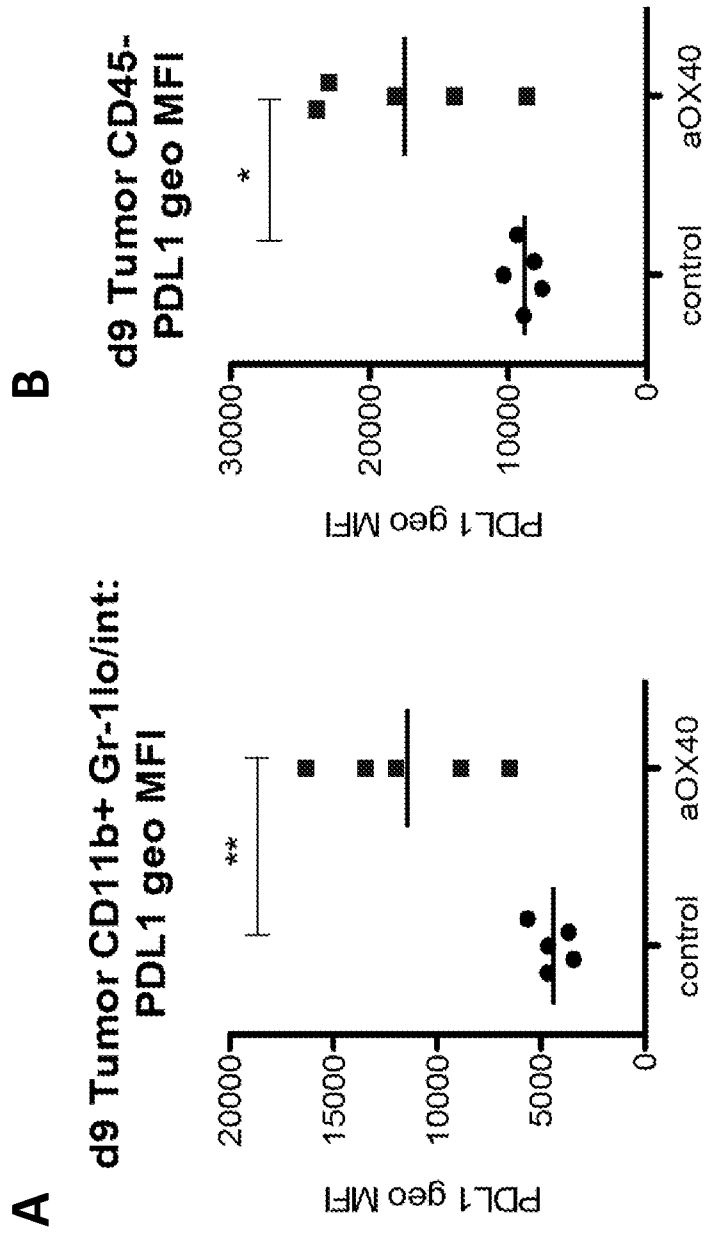 A
d9 Tumor CD11b+ Gr-1lo/int:
PDL1 geo MFI
**
PDL1 geo MFI
20000
15000
10000
5000
0
control
aOX40
B
d9 Tumor CD45-
PDL1 geo MFI
*
PDL1 geo MFI
30000
20000
10000
0
control
aOX40